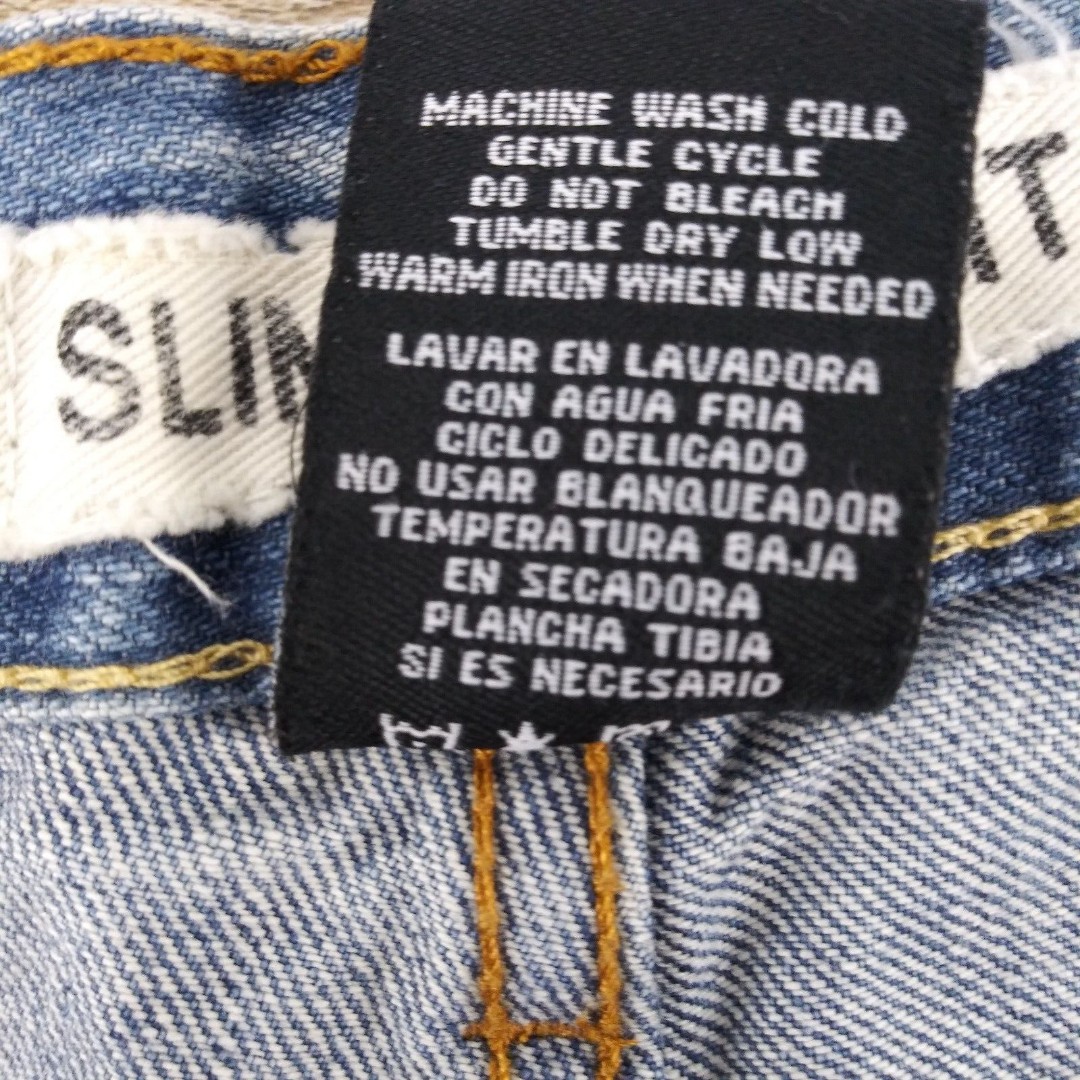 MACHINE WASH COLD
GENTLE CYCLE
DO NOT BLEACH
TUMBLE DRY LOW
WARM IRON WHEN NEEDED
LAVAR EN LAVADORA
CON AGUA FRIA
CICLO DELICADO
NO USAR BLANQUEADOR
TEMPERATURA BAJA
EN SECADORA
PLANCHA TIBIA
SI ES NECESARIO
SLIM